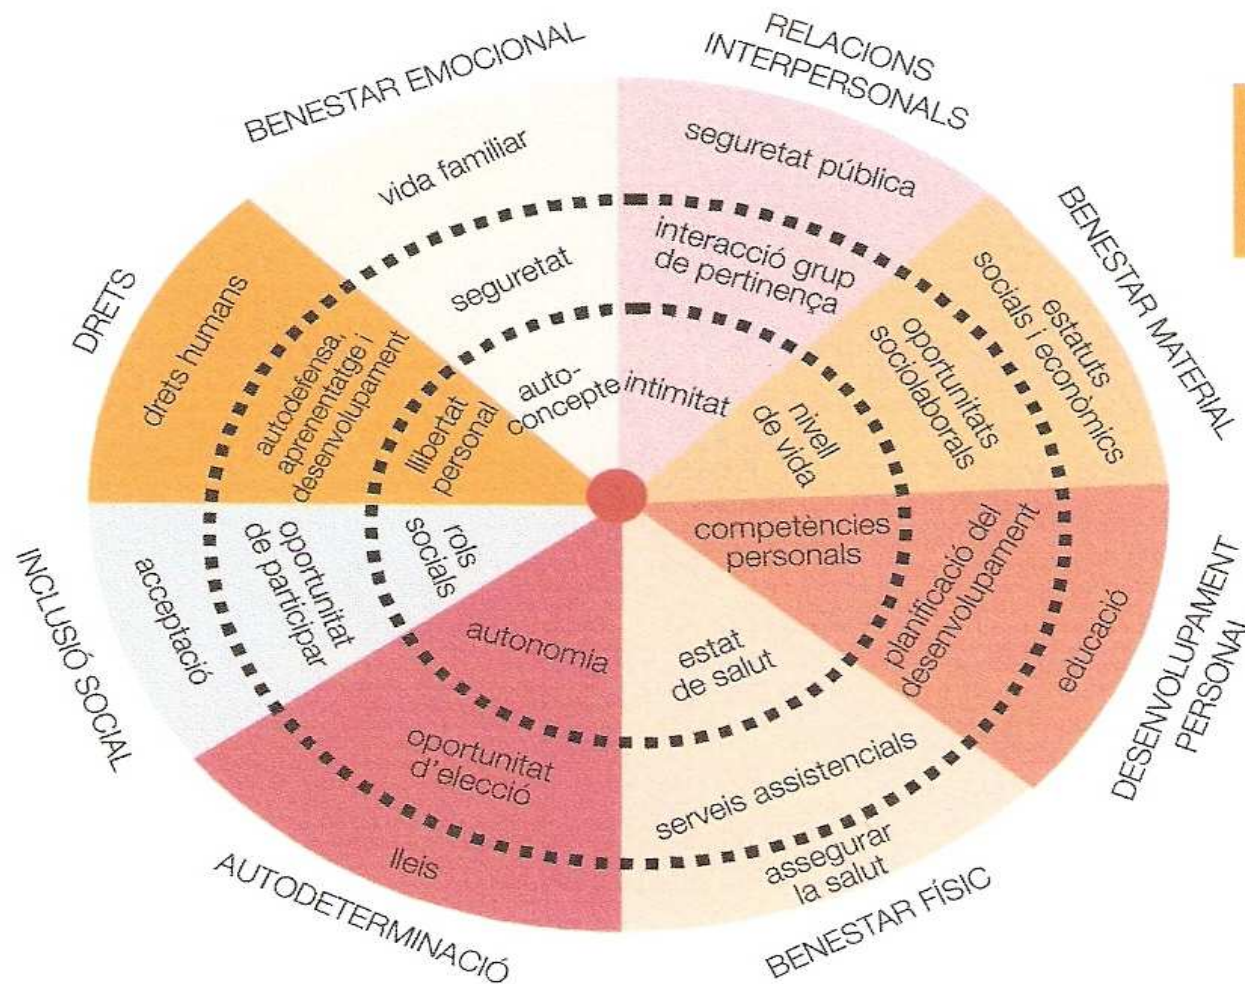 BENESTAR EMOCIONAL
vida familiar
seguretat
auto-
concepte
RELACIONS
INTERPERSONALS
seguretat pública
interacció grup
de pertinença
intimitat
BENESTAR MATERIAL
estatuts
socials i econòmics
oportunitats
sociolaborals
nivell
de vida
DESENVOLUPAMENT
PERSONAL
educació
planificació del
desenvolupament
competències
personals
BENESTAR FÍSIC
assegurar
la salut
serveis assistencials
estat
de salut
AUTODETERMINACIÓ
lleis
oportunitat
d'elecció
autonomia
INCLUSIÓ SOCIAL
acceptació
oportunitat
de participar
rols
socials
DRETS
drets humans
autodefensa,
aprenentatge i
desenvolupament
llibertat
personal